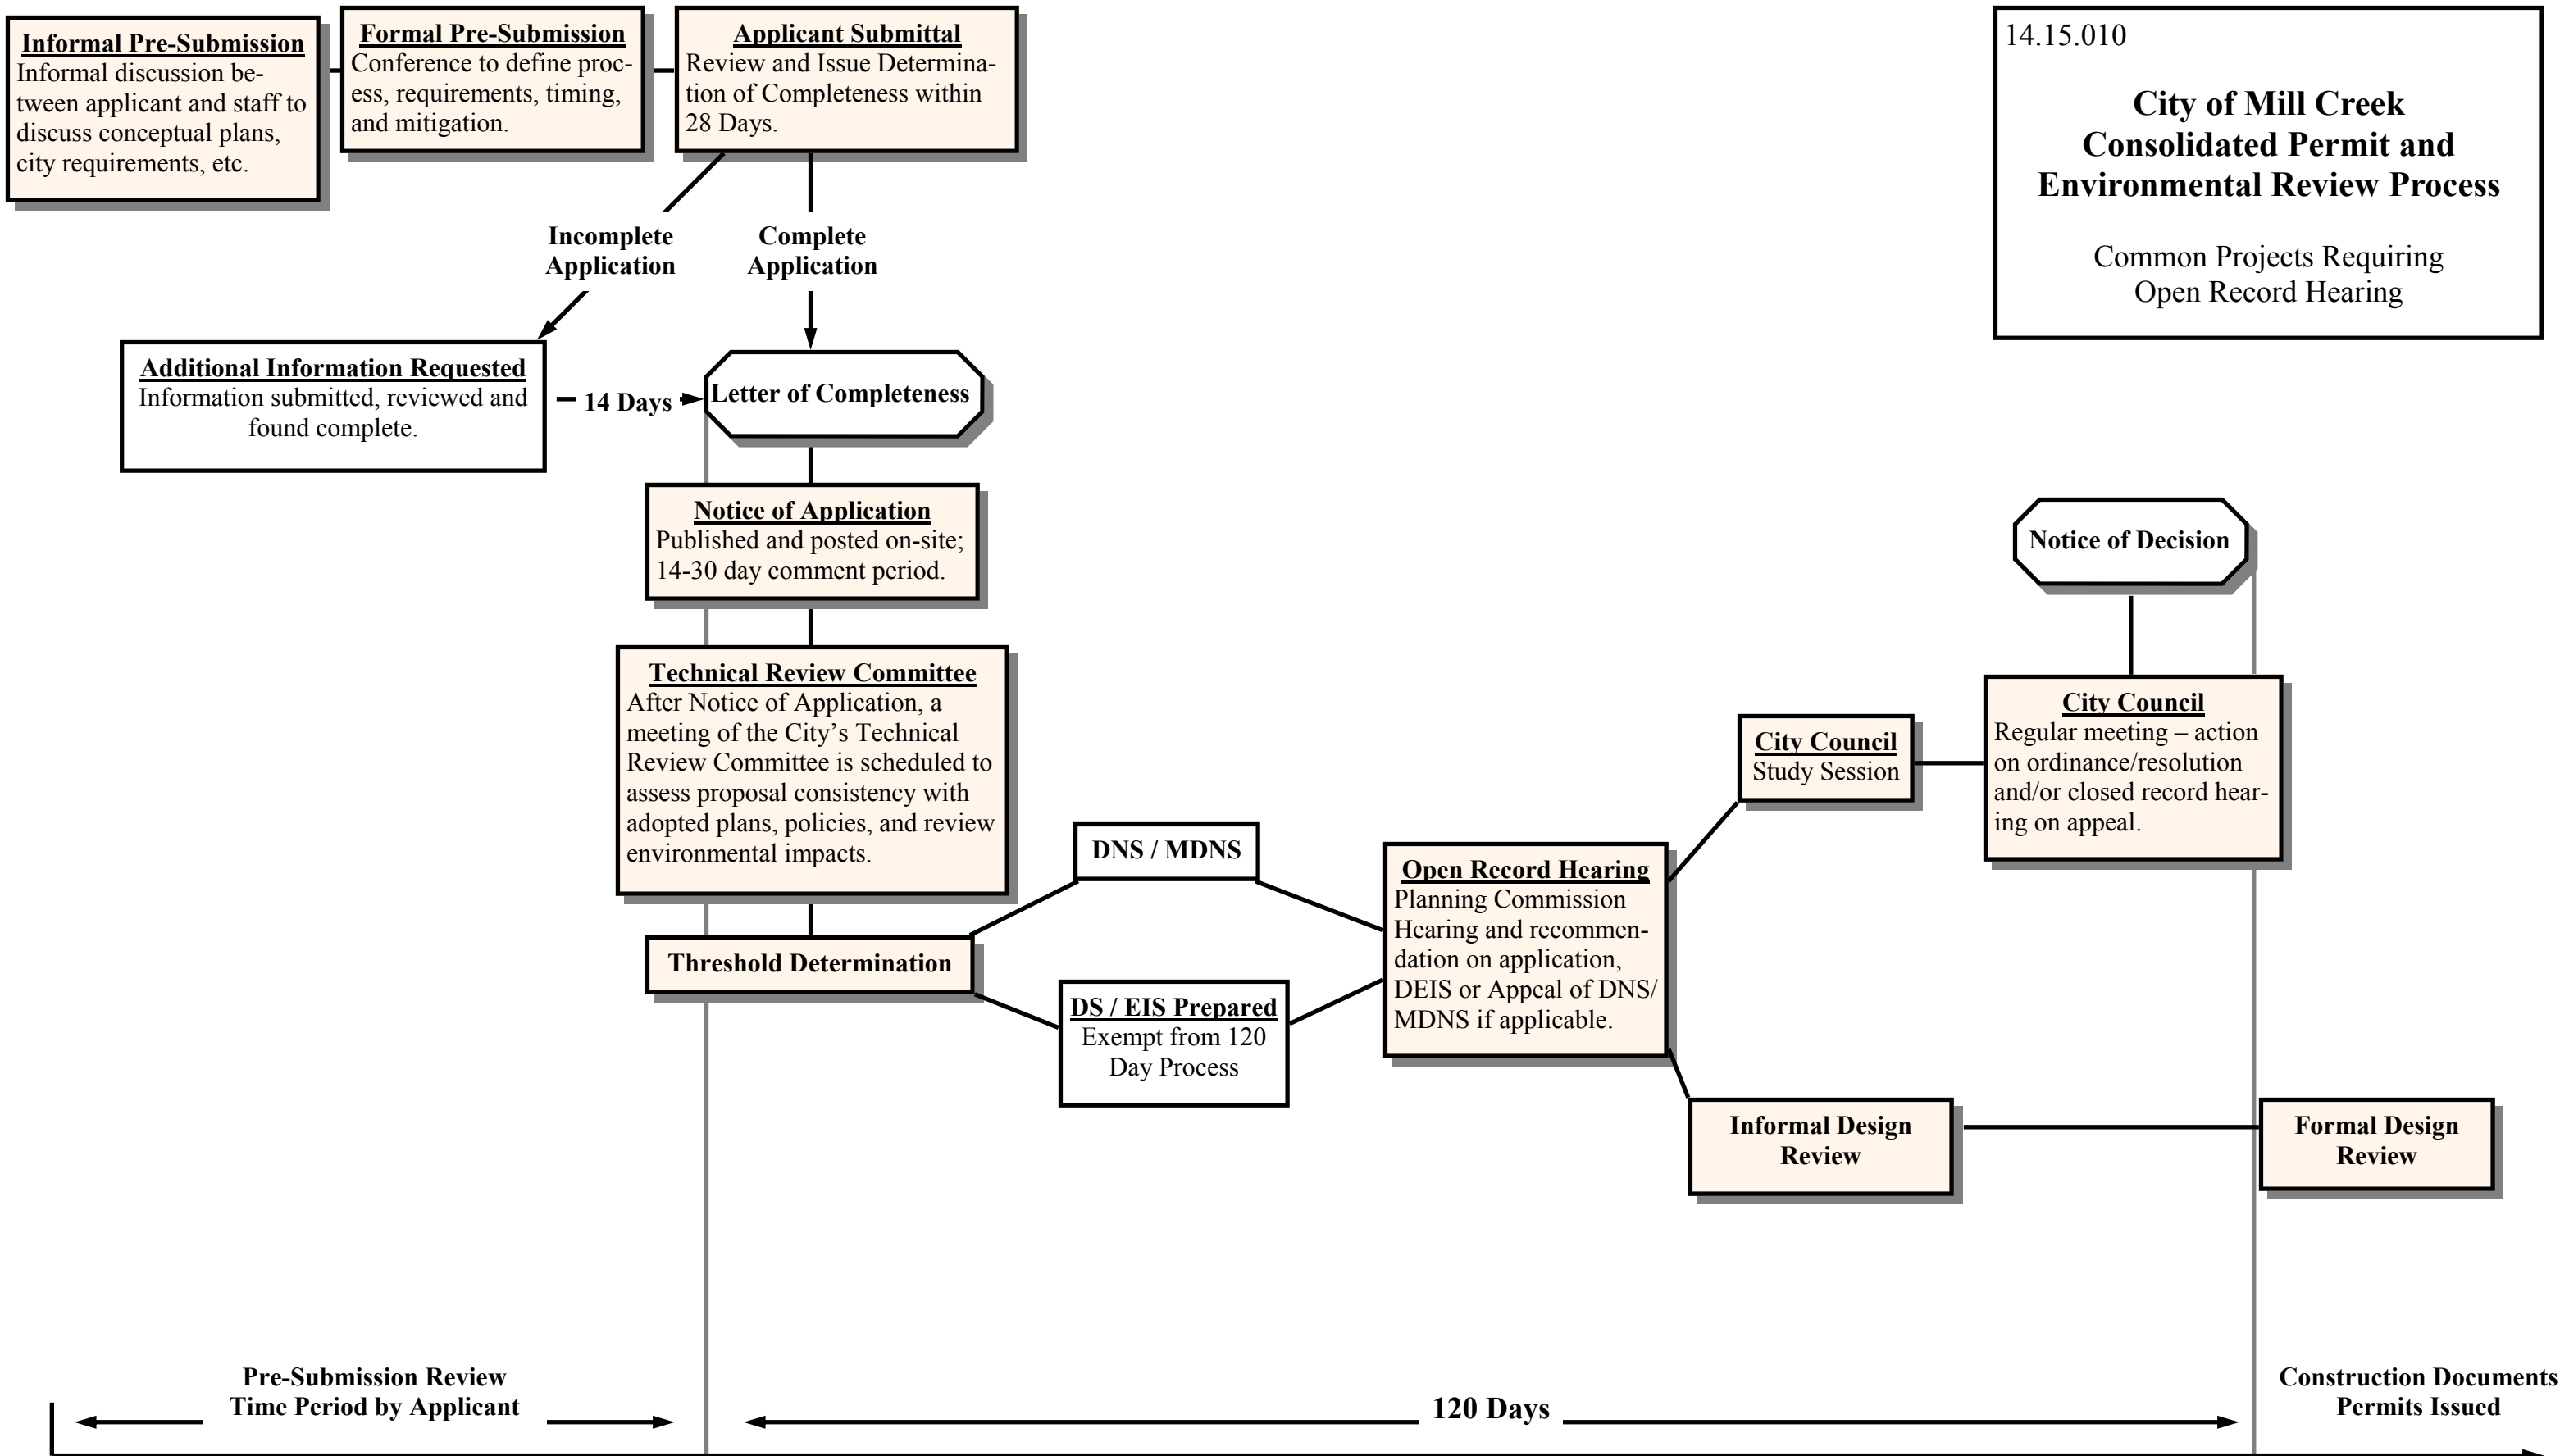 Informal Pre-Submission
Informal discussion be-
tween applicant and staff to
discuss conceptual plans,
city requirements, etc.
Formal Pre-Submission
Conference to define proc-
ess, requirements, timing,
and mitigation.
Applicant Submittal
Review and Issue Determina-
tion of Completeness within
28 Days.
14.15.010
City of Mill Creek
Consolidated Permit and
Environmental Review Process
Common Projects Requiring
Open Record Hearing
Incomplete
Application
Complete
Application
Additional Information Requested
Information submitted, reviewed and
found complete.
14 Days
Letter of Completeness
Notice of Application
Published and posted on-site;
14-30 day comment period.
Technical Review Committee
After Notice of Application, a
meeting of the City’s Technical
Review Committee is scheduled to
assess proposal consistency with
adopted plans, policies, and review
environmental impacts.
Threshold Determination
DNS / MDNS
DS / EIS Prepared
Exempt from 120
Day Process
Open Record Hearing
Planning Commission
Hearing and recommen-
dation on application,
DEIS or Appeal of DNS/
MDNS if applicable.
City Council
Study Session
Notice of Decision
City Council
Regular meeting – action
on ordinance/resolution
and/or closed record hear-
ing on appeal.
Informal Design
Review
Formal Design
Review
Pre-Submission Review
Time Period by Applicant
120 Days
Construction Documents
Permits Issued